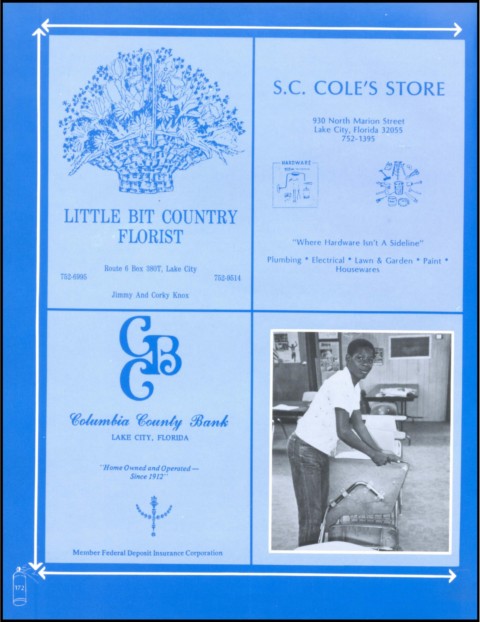 LITTLE BIT COUNTRY
FLORIST
Route 6 Box 390T, Lake City
752-6995
752-9514
Jimmy And Corky Knox
S.C. COLE'S STORE
930 North Marion Street
Lake City, Florida 32055
752-1395
HARDWARE
"Where Hardware Isn't A Sideline"
Plumbing * Electrical * Lawn & Garden * Paint *
Housewares
CBC
Columbia County Bank
LAKE CITY, FLORIDA
"Home Owned and Operated—
Since 1912"
Member Federal Deposit Insurance Corporation
172